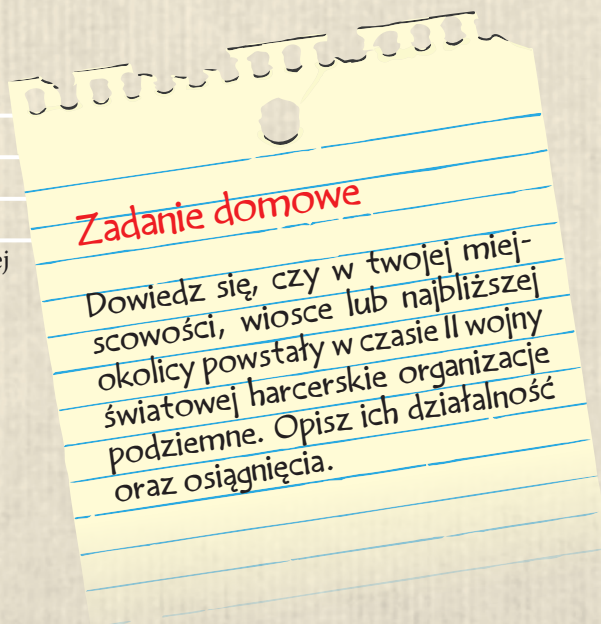 Zadanie domowe
ej
Dowiedz się, czy w twojej miej-
scowości, wiosce lub najbliższej
okolicy powstały w czasie II wojny
światowej harcerskie organizacje
podziemne. Opisz ich działalność
oraz osiągnięcia.